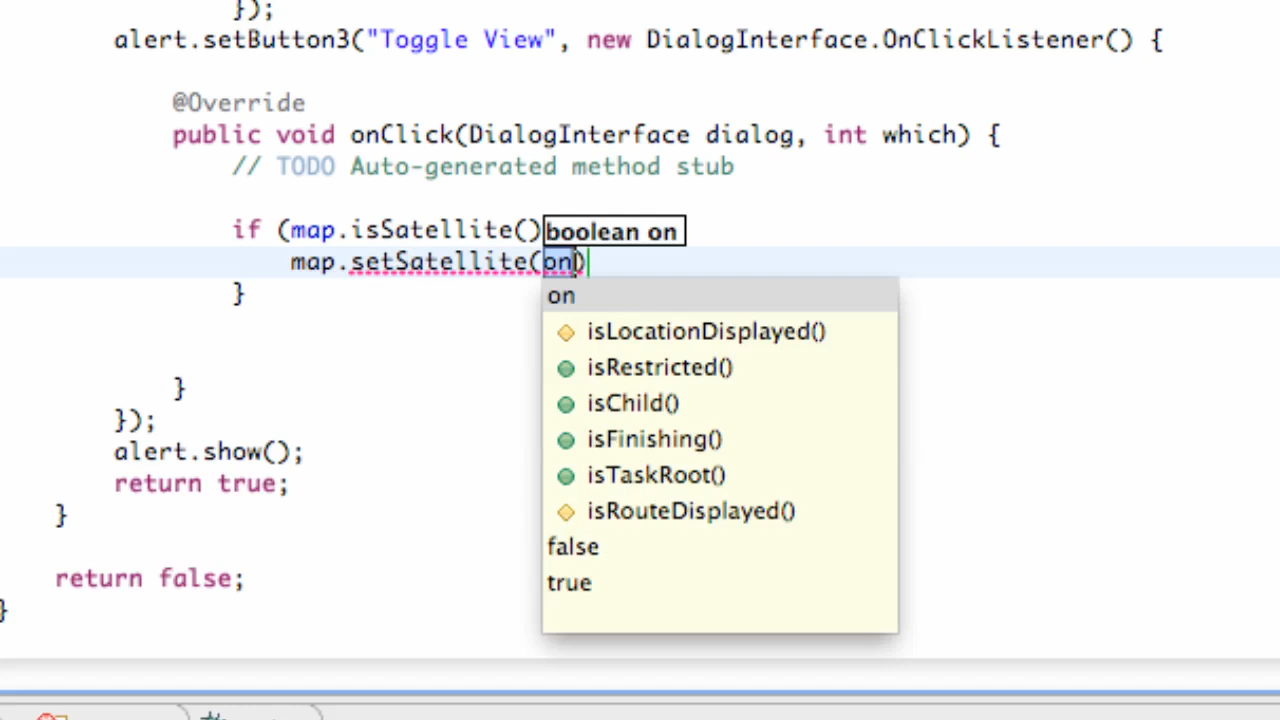 });
alert.setButton3("Toggle View", new DialogInterface.OnClickListener() {
@Override
public void onClick(DialogInterface dialog, int which) {
// TODO Auto-generated method stub
if (map.isSatellite()
boolean on
map.setSatellite(on)
}
on
isLocationDisplayed()
isRestricted()
isChild()
isFinishing()
isTaskRoot()
isRouteDisplayed()
false
true
}
});
alert.show();
return true;
}
return false;
}